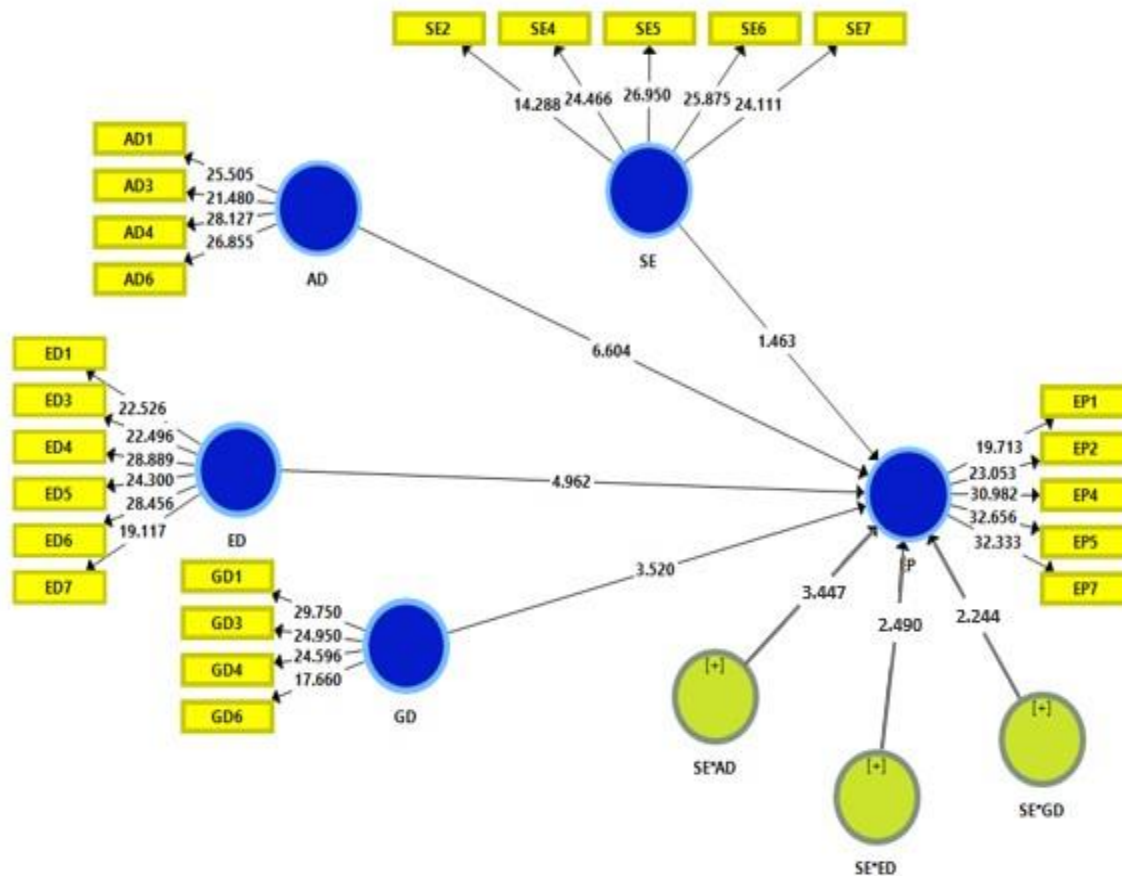 SE2 SE4 SE5 SE6 SE7
14.288 24.466 26.950 25.875 24.111
SE
AD1
AD3
AD4
AD6
25.505
21.480
28.127
26.855
AD
6.604
1.463
ED1
ED3
ED4
ED5
ED6
ED7
22.526
22.496
28.889
24.300
28.456
19.117
ED
4.962
GD1
GD3
GD4
GD6
29.750
24.950
24.596
17.660
GD
3.520
EP1
EP2
EP4
EP5
EP7
19.713
23.053
30.982
32.656
32.333
EP
3.447
2.490
2.244
[+]
SE*AD
[+]
SE*ED
[+]
SE*GD